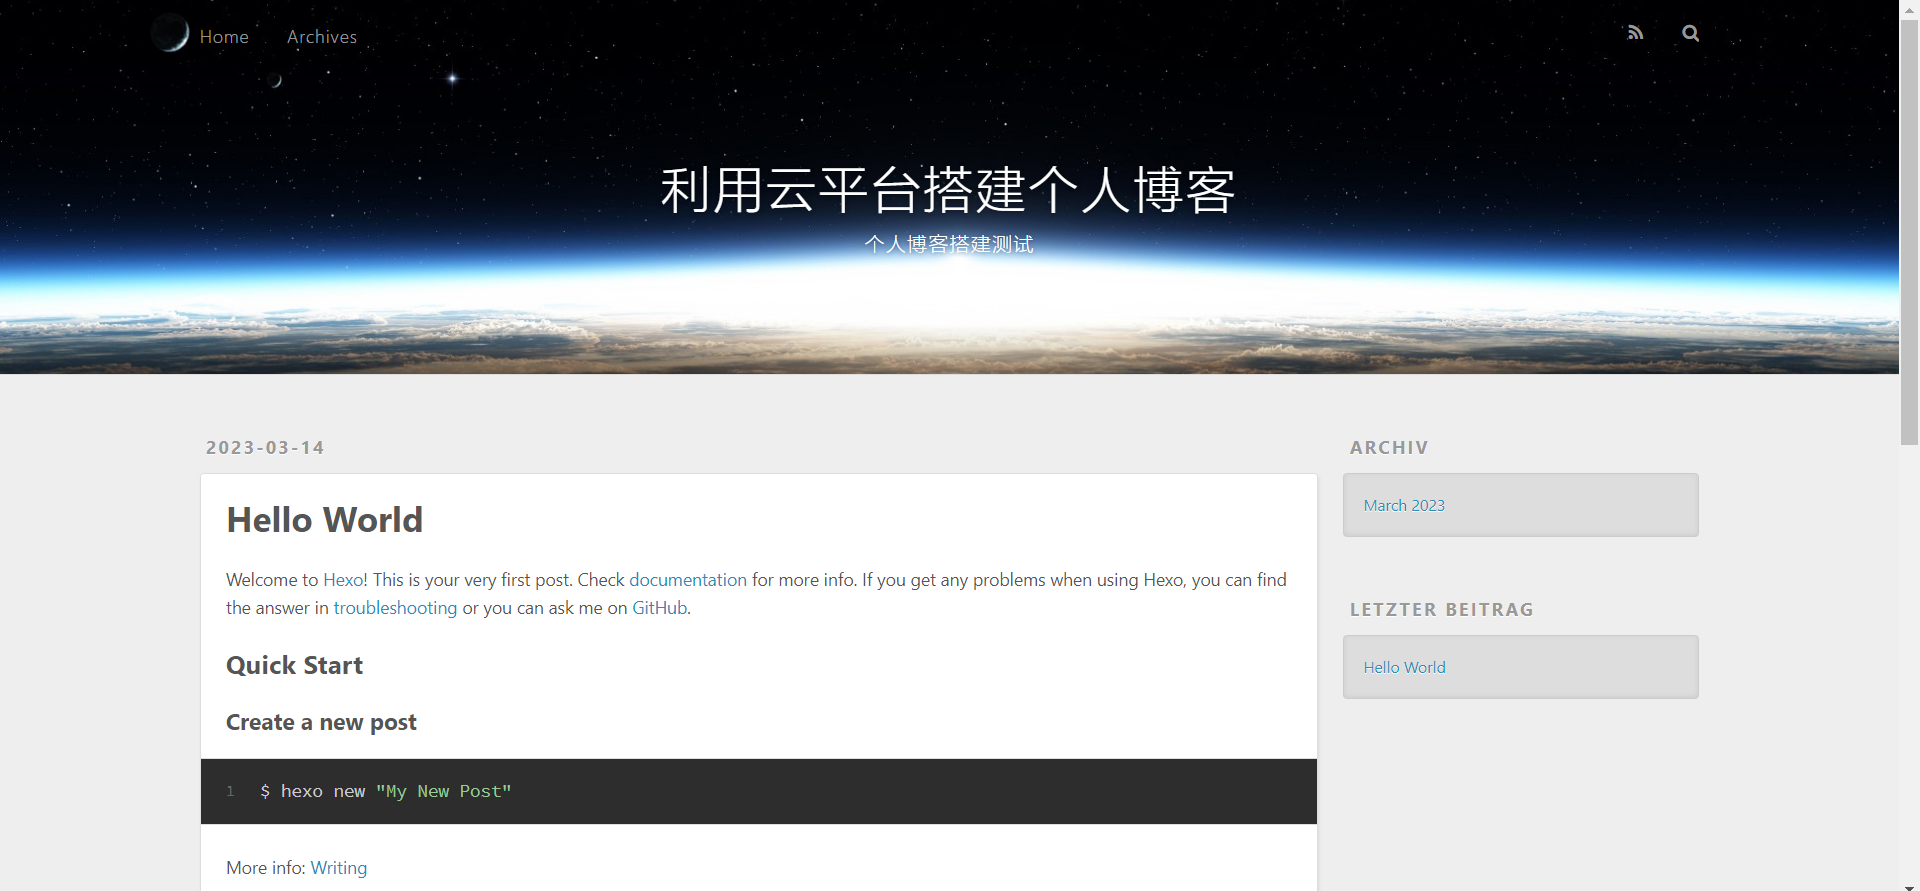 Home Archives
利用云平台搭建个人博客
个人博客搭建测试
2023-03-14
Hello World
Welcome to Hexo! This is your very first post. Check documentation for more info. If you get any problems when using Hexo, you can find
the answer in troubleshooting or you can ask me on GitHub.
Quick Start
Create a new post
1 $ hexo new "My New Post"
More info: Writing
ARCHIV
March 2023
LETZTER BEITRAG
Hello World